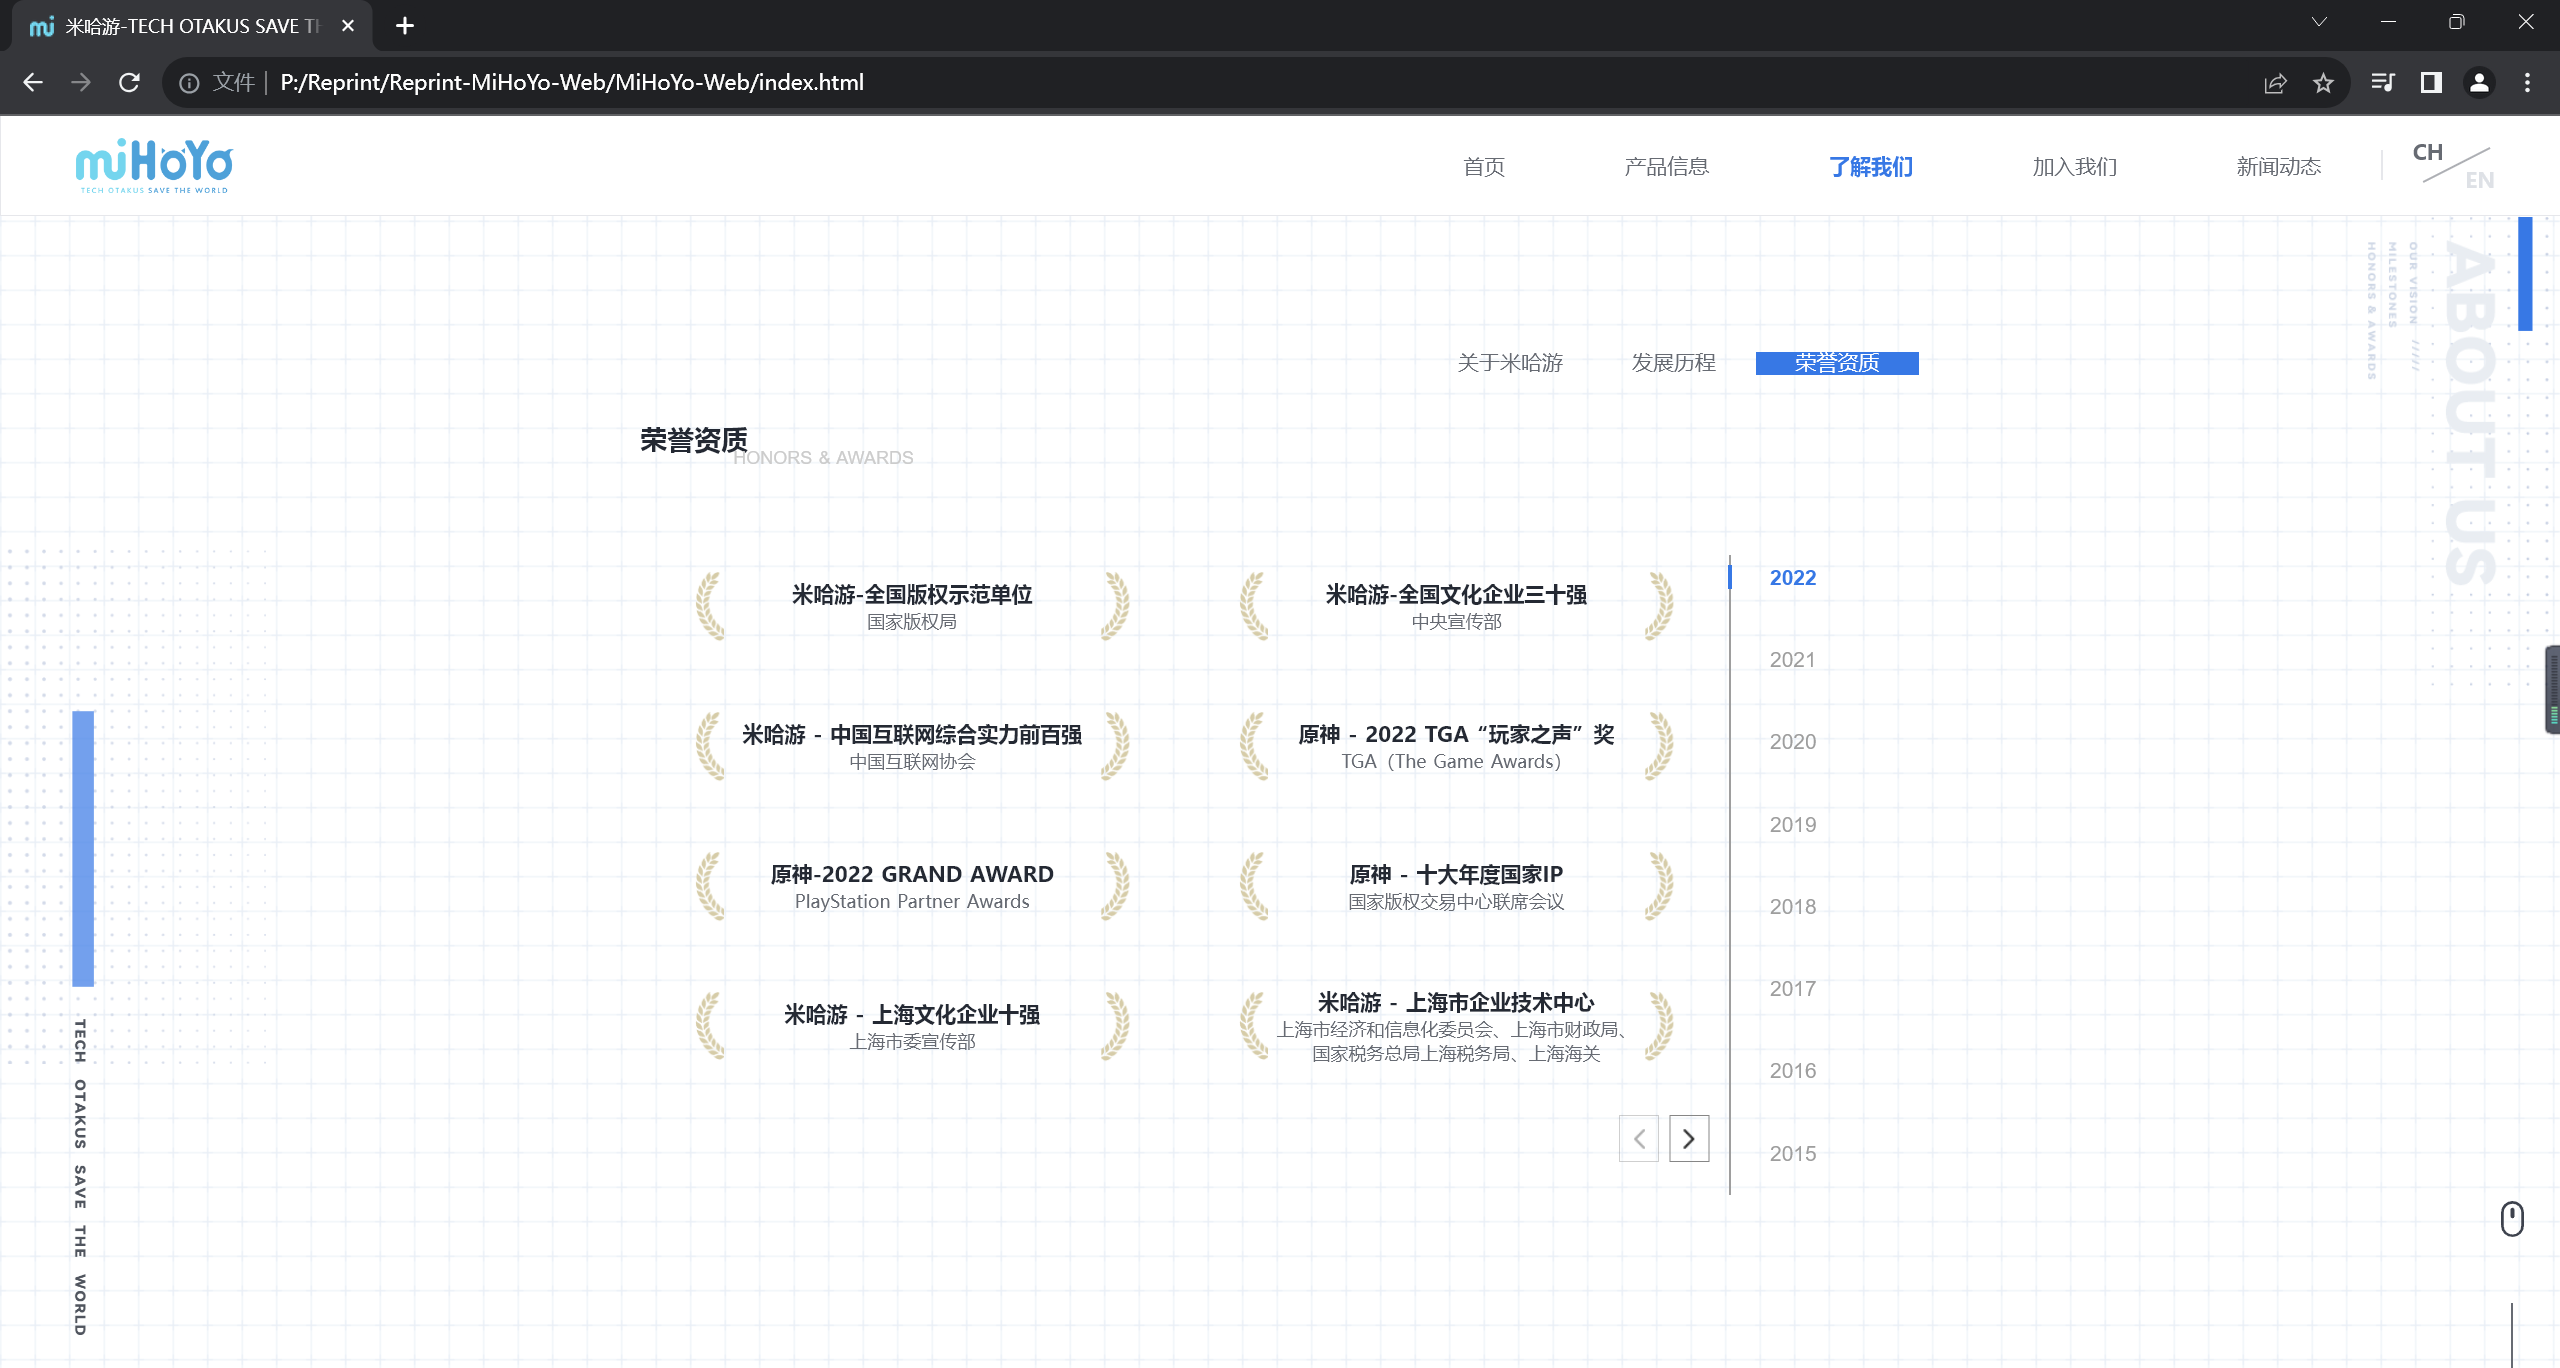 米哈游-TECH OTAKUS SAVE TH
文件 | P:/Reprint/Reprint-MiHoYo-Web/MiHoYo-Web/index.html
miHoYo
TECH OTAKUS SAVE THE WORLD
首页
产品信息
了解我们
加入我们
新闻动态
CH
EN
ABOUT US
OUR VISION /////
MILESTONES
HONORS & AWARDS
关于米哈游
发展历程
荣誉资质
荣誉资质
HONORS & AWARDS
米哈游-全国版权示范单位
国家版权局
米哈游-全国文化企业三十强
中央宣传部
米哈游 - 中国互联网综合实力前百强
中国互联网协会
原神 - 2022 TGA“玩家之声”奖
TGA（The Game Awards）
原神-2022 GRAND AWARD
PlayStation Partner Awards
原神 - 十大年度国家IP
国家版权交易中心联席会议
米哈游 - 上海文化企业十强
上海市委宣传部
米哈游 - 上海市企业技术中心
上海市经济和信息化委员会、上海市财政局、
国家税务总局上海税务局、上海海关
2022
2021
2020
2019
2018
2017
2016
2015
TECH OTAKUS SAVE THE WORLD